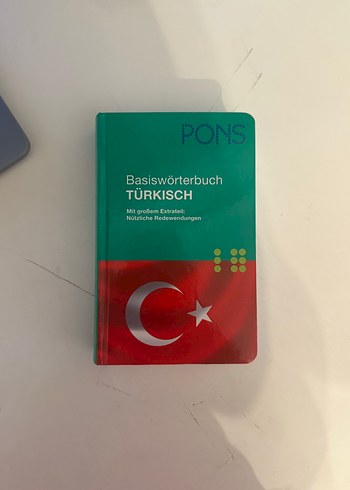 PONS
Basiswörterbuch
TÜRKISCH
Mit großem Extrateil:
Nützliche Redewendungen